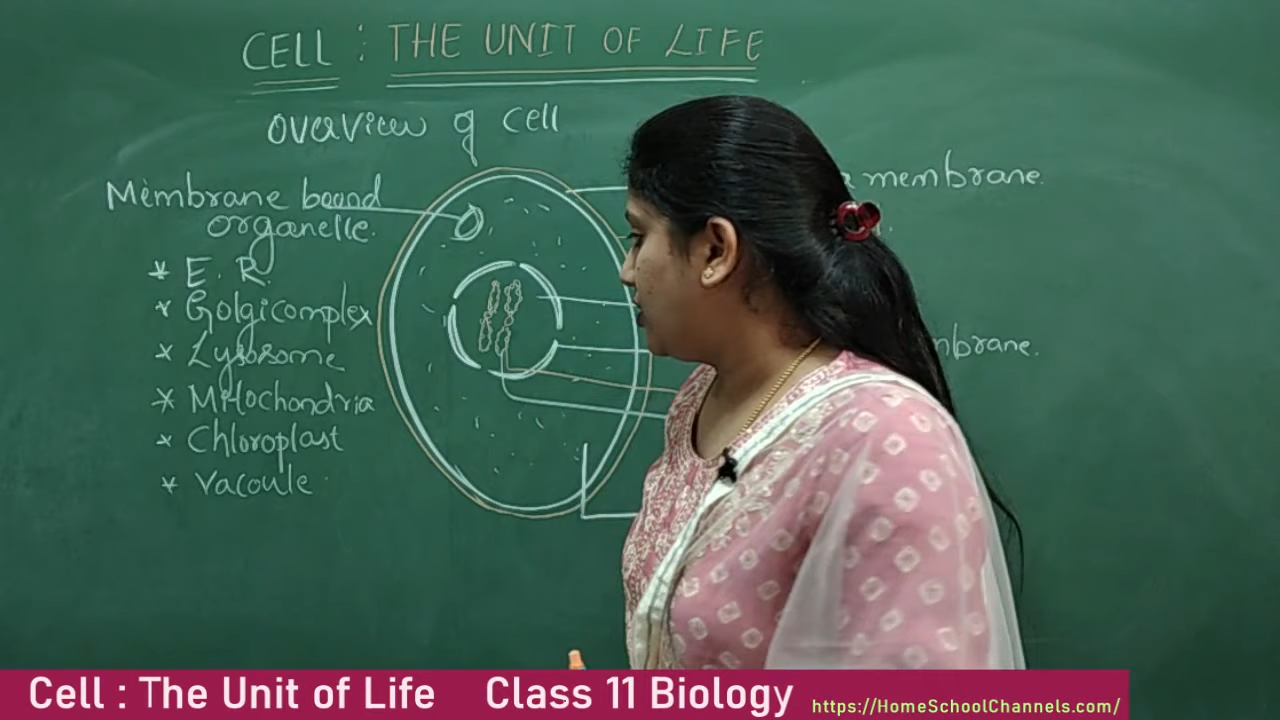 CELL : THE UNIT OF LIFE
overview of cell
Membrane bound
organelle.
membrane.
* E. R.
* Golgicomplex
* Lysosome
mbrane.
* Mitochondria
* Chloroplast
* Vacoule
Cell : The Unit of Life Class 11 Biology https://HomeSchoolChannels.com/